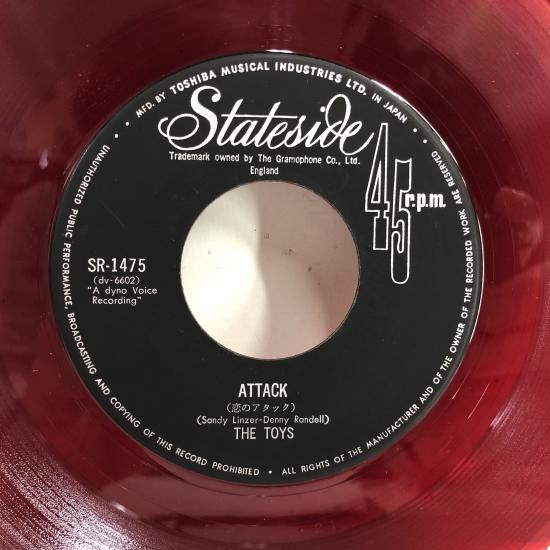 • MFD. BY TOSHIBA MUSICAL INDUSTRIES LTD. IN JAPAN •
Stateside
Trademark owned by The Gramophone Co., Ltd.
England
45 r.p.m.
SR-1475
(dv-6602)
"A dyno Voice
Recording"
ATTACK
(恋のアタック)
(Sandy Linzer-Denny Randell)
THE TOYS
UNAUTHORIZED PUBLIC PERFORMANCE, BROADCASTING AND COPYING OF THIS RECORD PROHIBITED • ALL RIGHTS OF THE MANUFACTURER AND OF THE OWNER OF THE RECORDED WORK ARE RESERVED